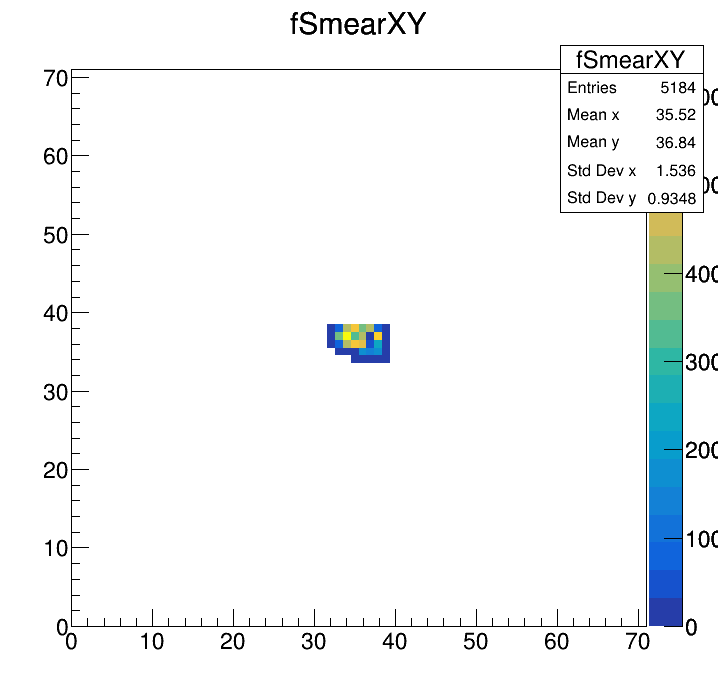 fSmearXY
fSmearXY
Entries 5184
Mean x 35.52
Mean y 36.84
Std Dev x 1.536
Std Dev y 0.9348
70
60
50
40
30
20
10
0
0 10 20 30 40 50 60 70
400
300
200
100
0